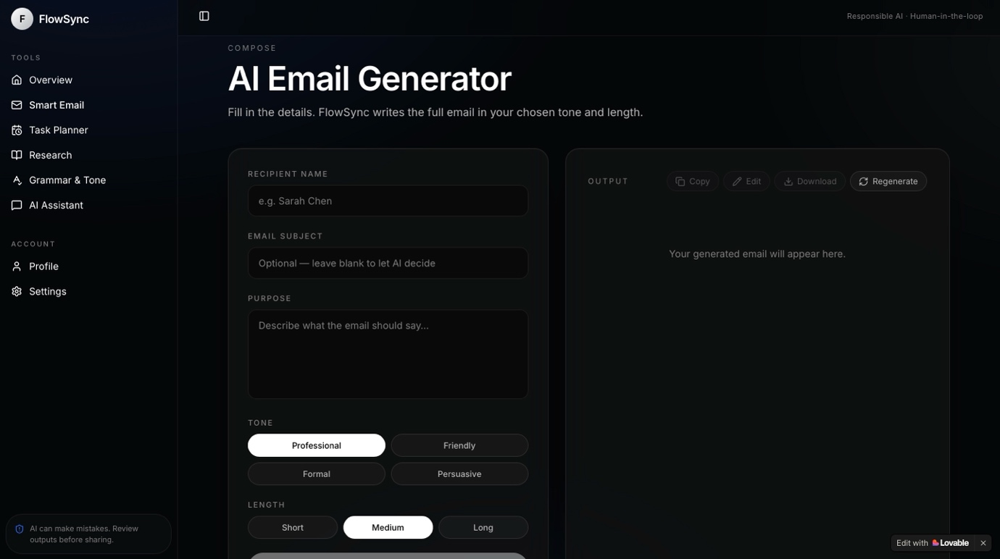 F FlowSync
TOOLS
Overview
Smart Email
Task Planner
Research
Grammar & Tone
AI Assistant
ACCOUNT
Profile
Settings
AI can make mistakes. Review
outputs before sharing.
Responsible AI · Human-in-the-loop
COMPOSE
AI Email Generator
Fill in the details. FlowSync writes the full email in your chosen tone and length.
RECIPIENT NAME
e.g. Sarah Chen
EMAIL SUBJECT
Optional — leave blank to let AI decide
PURPOSE
Describe what the email should say...
TONE
Professional Friendly
Formal Persuasive
LENGTH
Short Medium Long
OUTPUT Copy Edit Download Regenerate
Your generated email will appear here.
Edit with Lovable